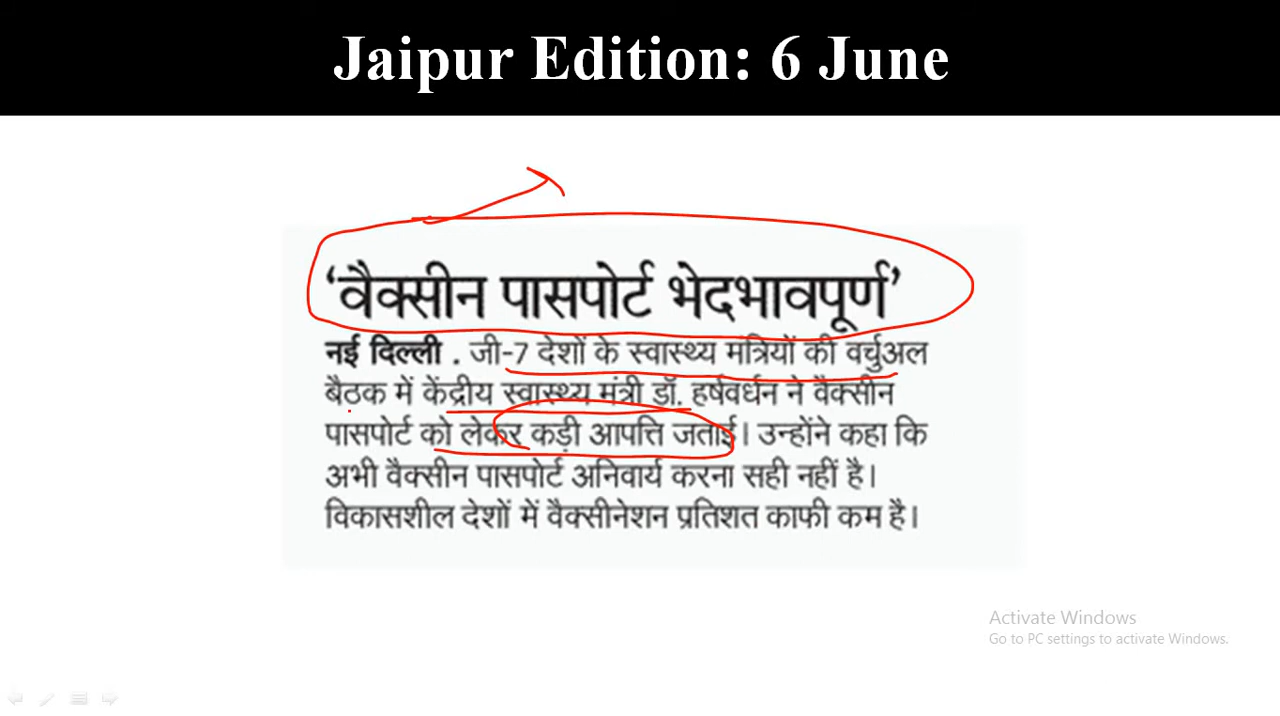 Jaipur Edition: 6 June
‘वैक्सीन पासपोर्ट भेदभावपूर्ण’
नई दिल्ली . जी-7 देशों के स्वास्थ्य मंत्रियों की वर्चुअल
बैठक में केंद्रीय स्वास्थ्य मंत्री डॉ. हर्षवर्धन ने वैक्सीन
पासपोर्ट को लेकर कड़ी आपत्ति जताई। उन्होंने कहा कि
अभी वैक्सीन पासपोर्ट अनिवार्य करना सही नहीं है।
विकासशील देशों में वैक्सीनेशन प्रतिशत काफी कम है।
Activate Windows
Go to PC settings to activate Windows.